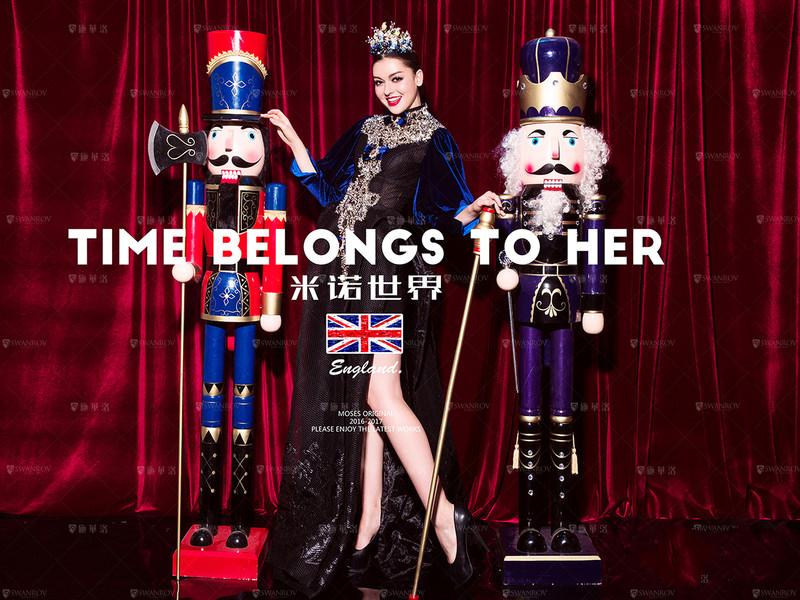 TIME BELONGS TO HER
米诺世界
England.
MOSES ORIGINAL
2016-2017
PLEASE ENJOY THE LATEST WORKS
SWANROV